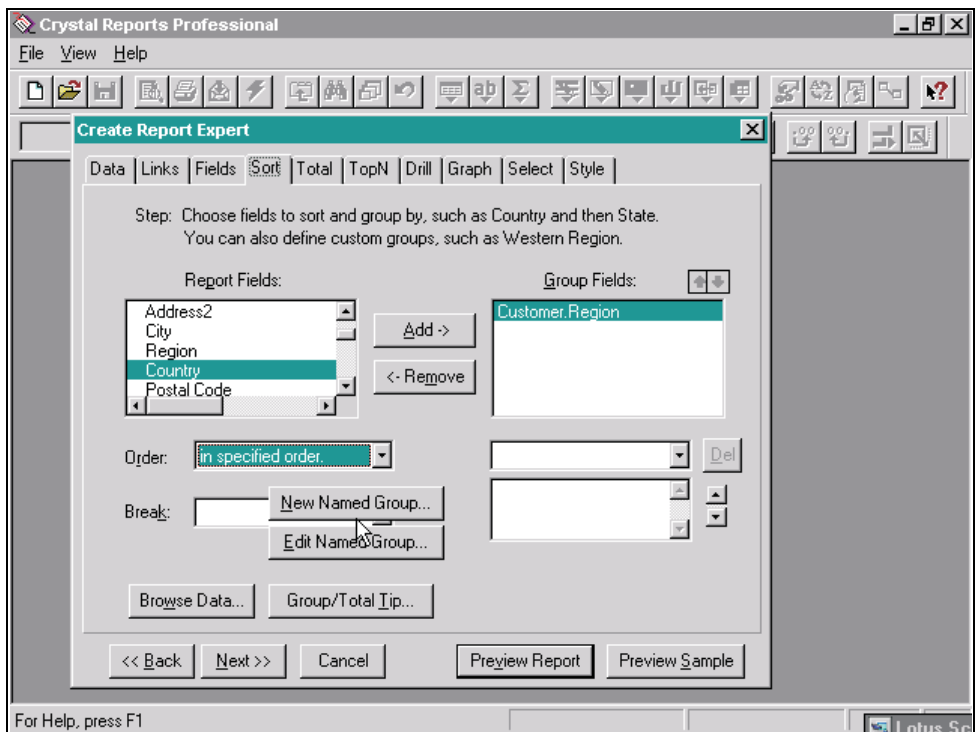 Crystal Reports Professional
File View Help
Create Report Expert
Data Links Fields Sort Total TopN Drill Graph Select Style
Step: Choose fields to sort and group by, such as Country and then State.
You can also define custom groups, such as Western Region.
Report Fields:
Group Fields:
Address2
City
Region
Country
Postal Code
Add ->
<- Remove
Customer.Region
Order:
in specified order.
Del
Break:
New Named Group...
Edit Named Group...
Browse Data...
Group/Total Tip...
<< Back
Next >>
Cancel
Preview Report
Preview Sample
For Help, press F1
Lotus Sc